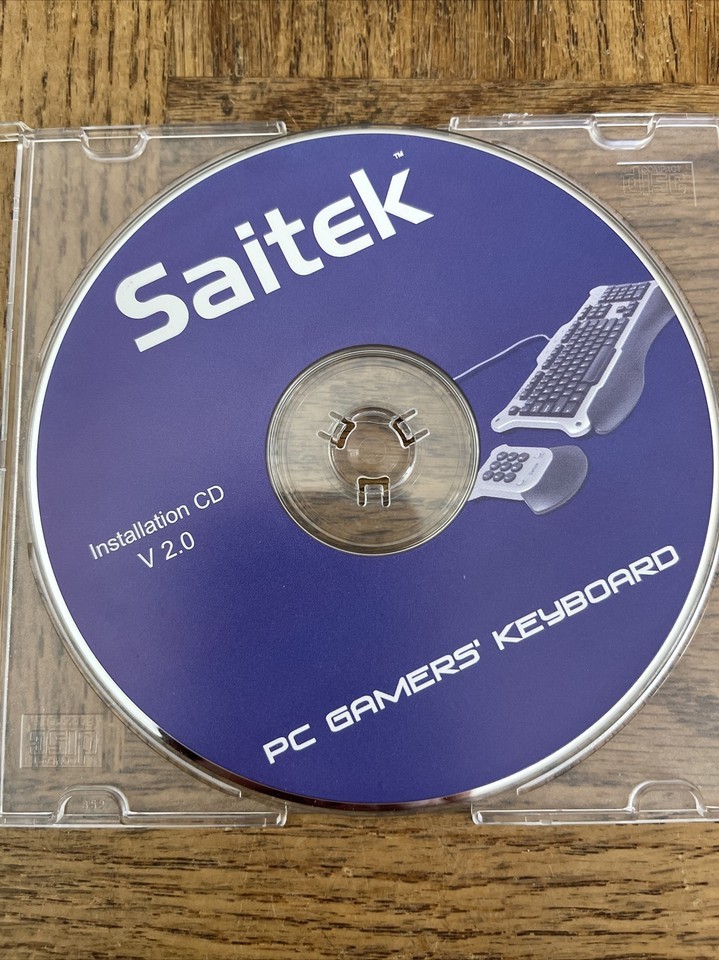 Saitek™
Installation CD
V 2.0
PC GAMERS' KEYBOARD